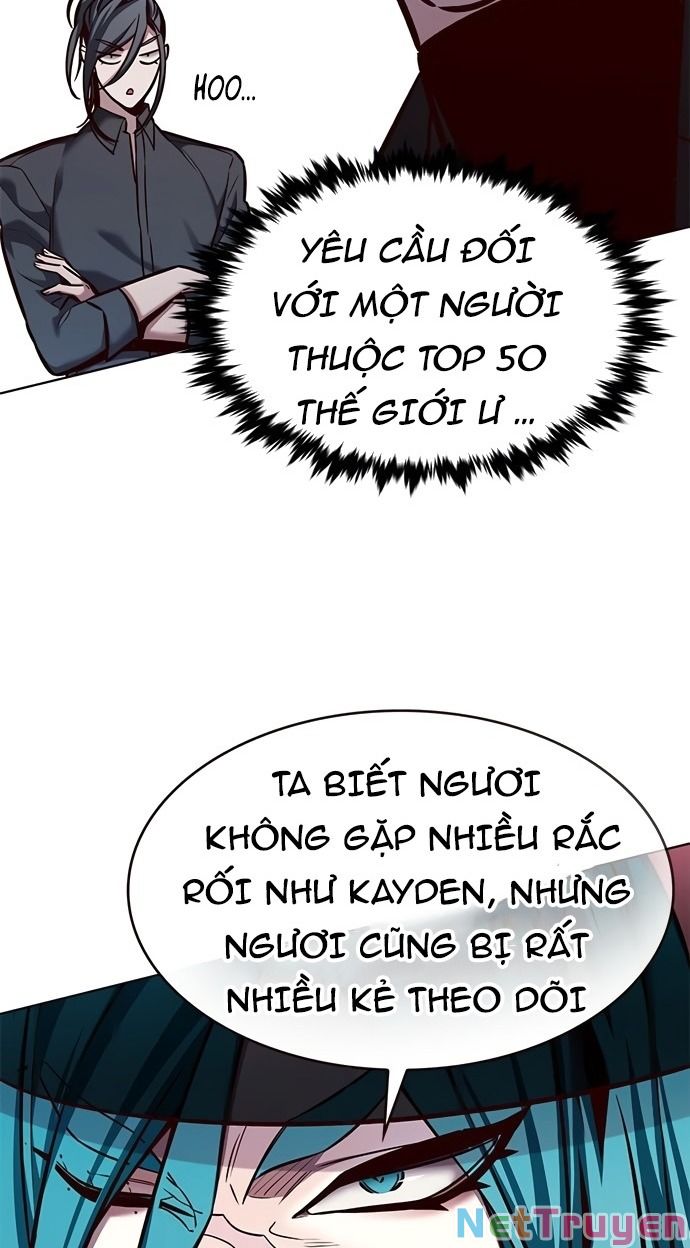 HOO...
YÊU CẦU ĐỐI
VỚI MỘT NGƯỜI
THUỘC TOP 50
THẾ GIỚI Ư ...
TA BIẾT NGƯƠI
KHÔNG GẶP NHIỀU RẮC
RỐI NHƯ KAYDEN, NHƯNG
NGƯƠI CŨNG BỊ RẤT
NHIỀU KẺ THEO DÕI
NetTruyen